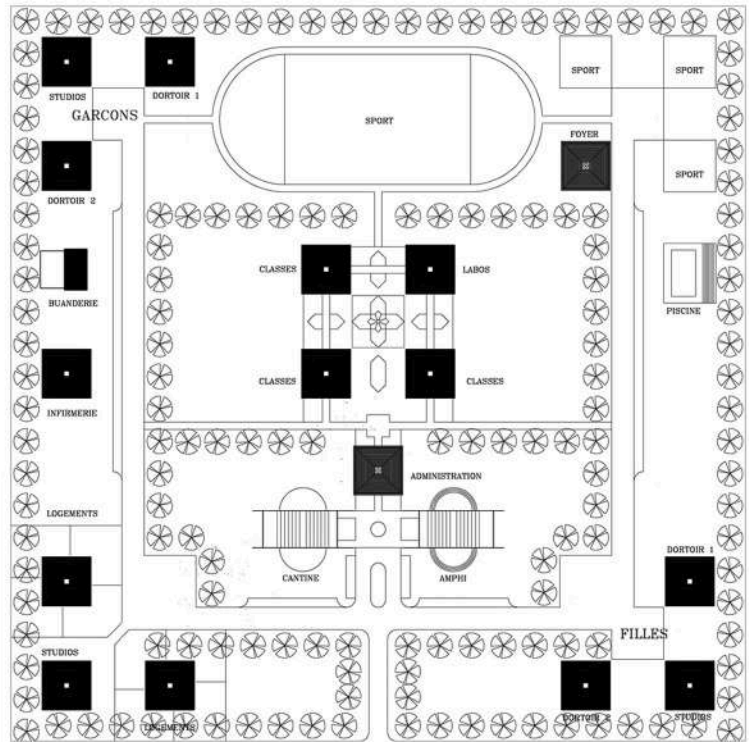 STUDIOS
DORTOIR 1
GARCONS
SPORT
SPORT
SPORT
FOYER
DORTOIR 2
SPORT
CLASSES
LABOS
BUANDERIE
PISCINE
CLASSES
CLASSES
INFIRMERIE
ADMINISTRATION
LOGEMENTS
CANTINE
AMPHI
DORTOIR 1
FILLES
STUDIOS
LOGEMENTS
DORTOIR 2
STUDIOS